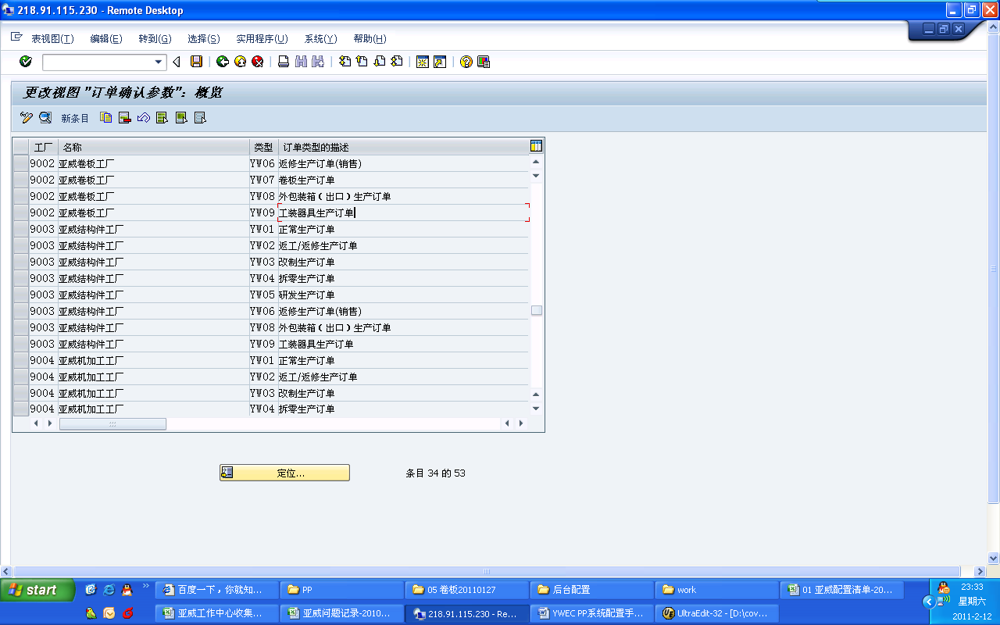 218.91.115.230 - Remote Desktop
表视图(T) 编辑(E) 转到(G) 选择(S) 实用程序(U) 系统(Y) 帮助(H)
更改视图 "订单确认参数": 概览
新条目
工厂 名称 类型 订单类型的描述
9002 亚威卷板工厂 YW06 返修生产订单(销售)
9002 亚威卷板工厂 YW07 卷板生产订单
9002 亚威卷板工厂 YW08 外包装箱（出口）生产订单
9002 亚威卷板工厂 YW09 工装器具生产订单
9003 亚威结构件工厂 YW01 正常生产订单
9003 亚威结构件工厂 YW02 返工/返修生产订单
9003 亚威结构件工厂 YW03 改制生产订单
9003 亚威结构件工厂 YW04 拆零生产订单
9003 亚威结构件工厂 YW05 研发生产订单
9003 亚威结构件工厂 YW06 返修生产订单(销售)
9003 亚威结构件工厂 YW08 外包装箱（出口）生产订单
9003 亚威结构件工厂 YW09 工装器具生产订单
9004 亚威机加工工厂 YW01 正常生产订单
9004 亚威机加工工厂 YW02 返工/返修生产订单
9004 亚威机加工工厂 YW03 改制生产订单
9004 亚威机加工工厂 YW04 拆零生产订单
定位... 条目 34 的 53
start 百度一下，你就知... PP 05 卷板20110127 后台配置 work 01 亚威配置清单-20... 23:33
星期六
亚威工作中心收集... 亚威问题记录-2010... 218.91.115.230 - Re... YWEC PP系统配置手... UltraEdit-32 - [D:\cov... 2011-2-12